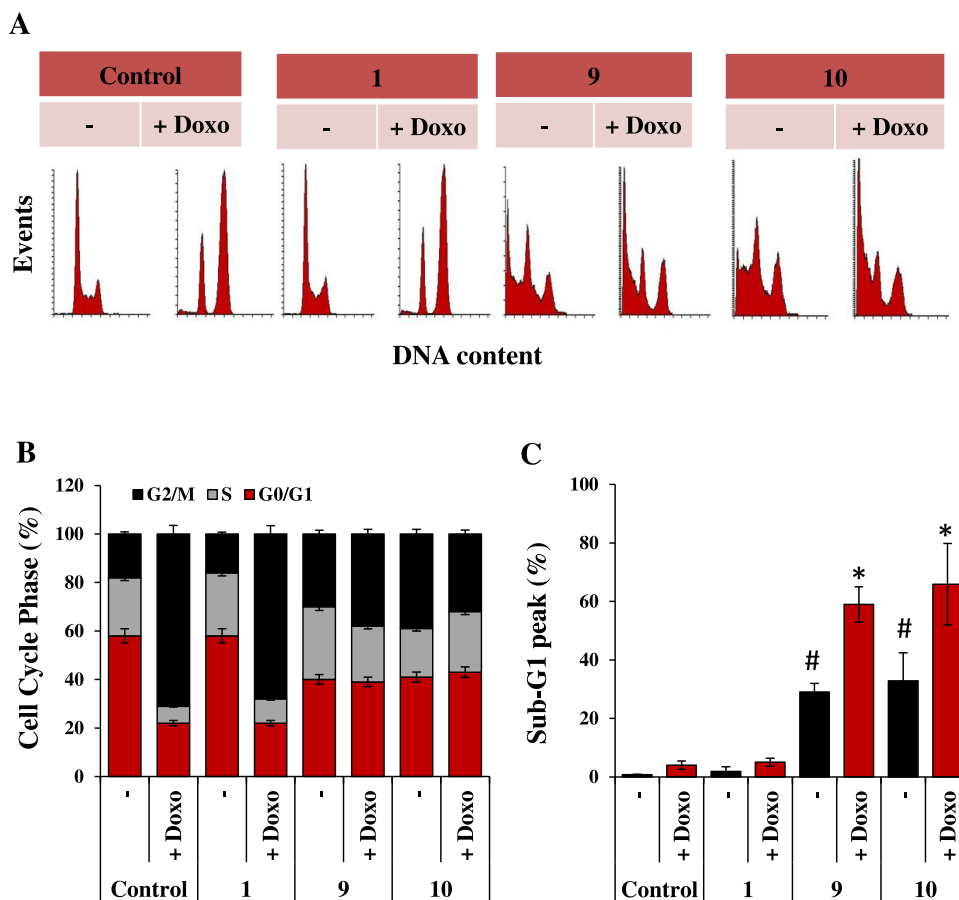 A
Control 1 9 10
- + Doxo - + Doxo - + Doxo - + Doxo
Events
DNA content
B
Cell Cycle Phase (%)
120
100
80
60
40
20
0
G2/M S G0/G1
- + Doxo - + Doxo - + Doxo - + Doxo
Control 1 9 10
C
Sub-G1 peak (%)
100
80
60
40
20
0
# * # *
- + Doxo - + Doxo - + Doxo - + Doxo
Control 1 9 10